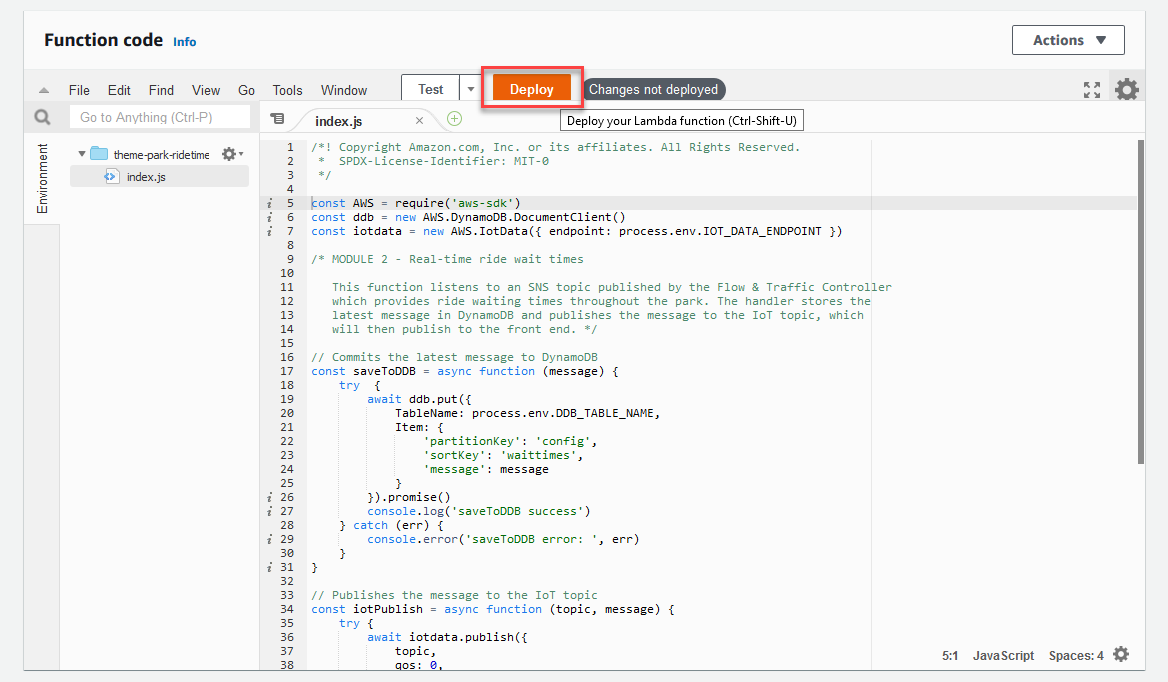 Function code Info
Actions
File Edit Find View Go Tools Window Test Deploy Changes not deployed
Go to Anything (Ctrl-P)
index.js
Deploy your Lambda function (Ctrl-Shift-U)
Environment
theme-park-ridetime
index.js
1 /*! Copyright Amazon.com, Inc. or its affiliates. All Rights Reserved.
2  *  SPDX-License-Identifier: MIT-0
3  */
4
5 const AWS = require('aws-sdk')
6 const ddb = new AWS.DynamoDB.DocumentClient()
7 const iotdata = new AWS.IotData({ endpoint: process.env.IOT_DATA_ENDPOINT })
8
9 /* MODULE 2 - Real-time ride wait times
10
11    This function listens to an SNS topic published by the Flow & Traffic Controller
12    which provides ride waiting times throughout the park. The handler stores the
13    latest message in DynamoDB and publishes the message to the IoT topic, which
14    will then publish to the front end. */
15
16 // Commits the latest message to DynamoDB
17 const saveToDDB = async function (message) {
18     try  {
19         await ddb.put({
20             TableName: process.env.DDB_TABLE_NAME,
21             Item: {
22                 'partitionKey': 'config',
23                 'sortKey': 'waittimes',
24                 'message': message
25             }
26         }).promise()
27         console.log('saveToDDB success')
28     } catch (err) {
29         console.error('saveToDDB error: ', err)
30     }
31 }
32
33 // Publishes the message to the IoT topic
34 const iotPublish = async function (topic, message) {
35     try {
36         await iotdata.publish({
37             topic,
38             qos: 0,
5:1 JavaScript Spaces: 4